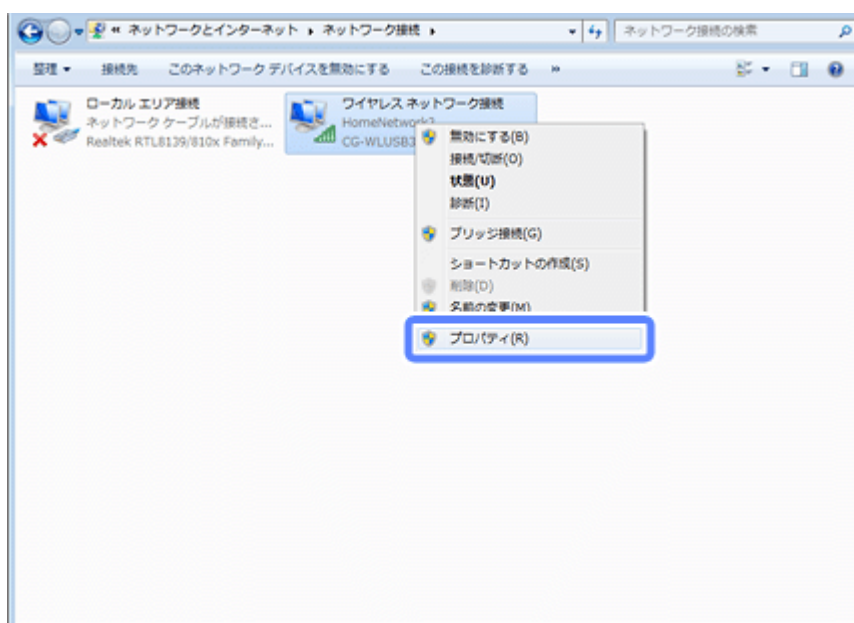 « ネットワークとインターネット ▸ ネットワーク接続 ▸
ネットワーク接続の検索
整理 ▼ 接続先 このネットワーク デバイスを無効にする この接続を診断する »
ローカル エリア接続
ネットワーク ケーブルが接続さ...
Realtek RTL8139/810x Family...
ワイヤレス ネットワーク接続
HomeNetwork2
CG-WLUSB3
無効にする(B)
接続/切断(O)
状態(U)
診断(I)
ブリッジ接続(G)
ショートカットの作成(S)
削除(D)
名前の変更(M)
プロパティ(R)